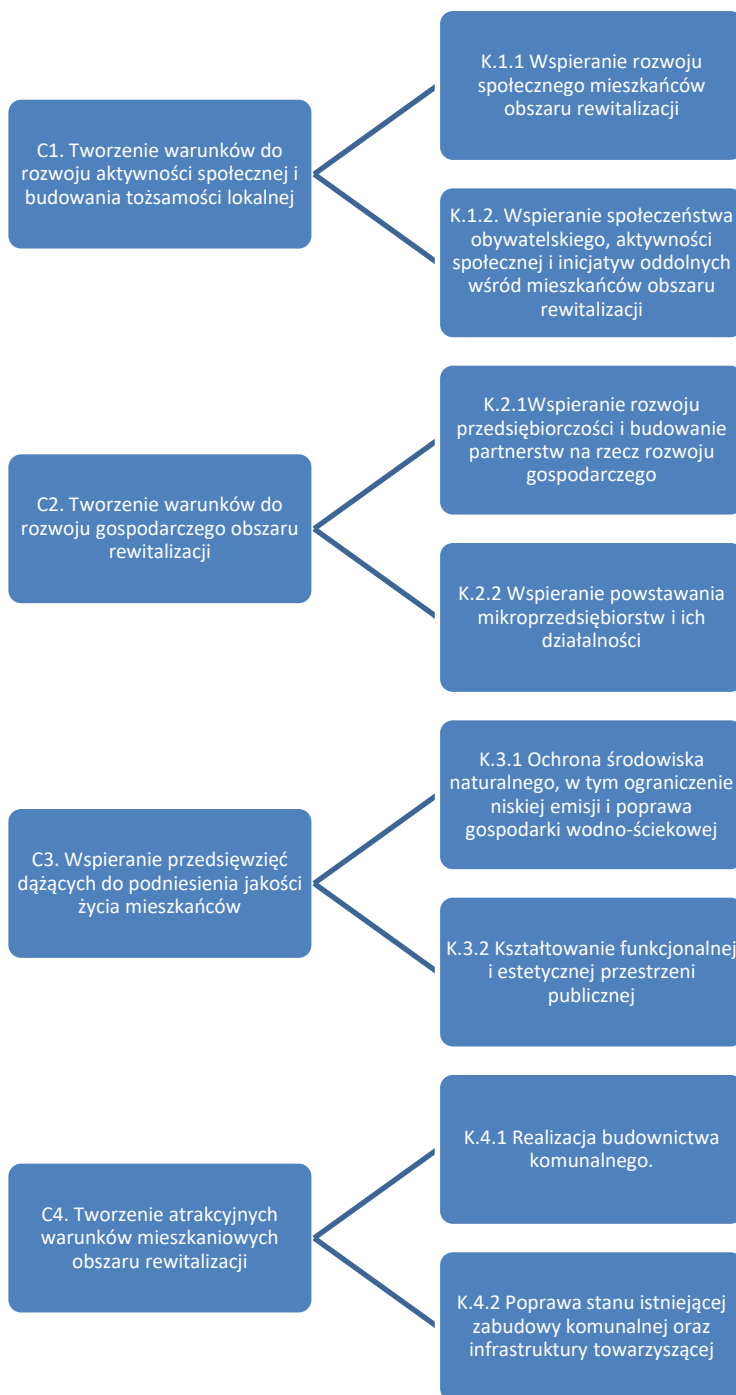 C1. Tworzenie warunków do
rozwoju aktywności społecznej i
budowania tożsamości lokalnej
K.1.1 Wspieranie rozwoju
społecznego mieszkańców
obszaru rewitalizacji
K.1.2. Wspieranie społeczeństwa
obywatelskiego, aktywności
społecznej i inicjatyw oddolnych
wśród mieszkańców obszaru
rewitalizacji
C2. Tworzenie warunków do
rozwoju gospodarczego obszaru
rewitalizacji
K.2.1Wspieranie rozwoju
przedsiębiorczości i budowanie
partnerstw na rzecz rozwoju
gospodarczego
K.2.2 Wspieranie powstawania
mikroprzedsiębiorstw i ich
działalności
C3. Wspieranie przedsięwzięć
dążących do podniesienia jakości
życia mieszkańców
K.3.1 Ochrona środowiska
naturalnego, w tym ograniczenie
niskiej emisji i poprawa
gospodarki wodno-ściekowej
K.3.2 Kształtowanie funkcjonalnej
i estetycznej przestrzeni
publicznej
C4. Tworzenie atrakcyjnych
warunków mieszkaniowych
obszaru rewitalizacji
K.4.1 Realizacja budownictwa
komunalnego.
K.4.2 Poprawa stanu istniejącej
zabudowy komunalnej oraz
infrastruktury towarzyszącej